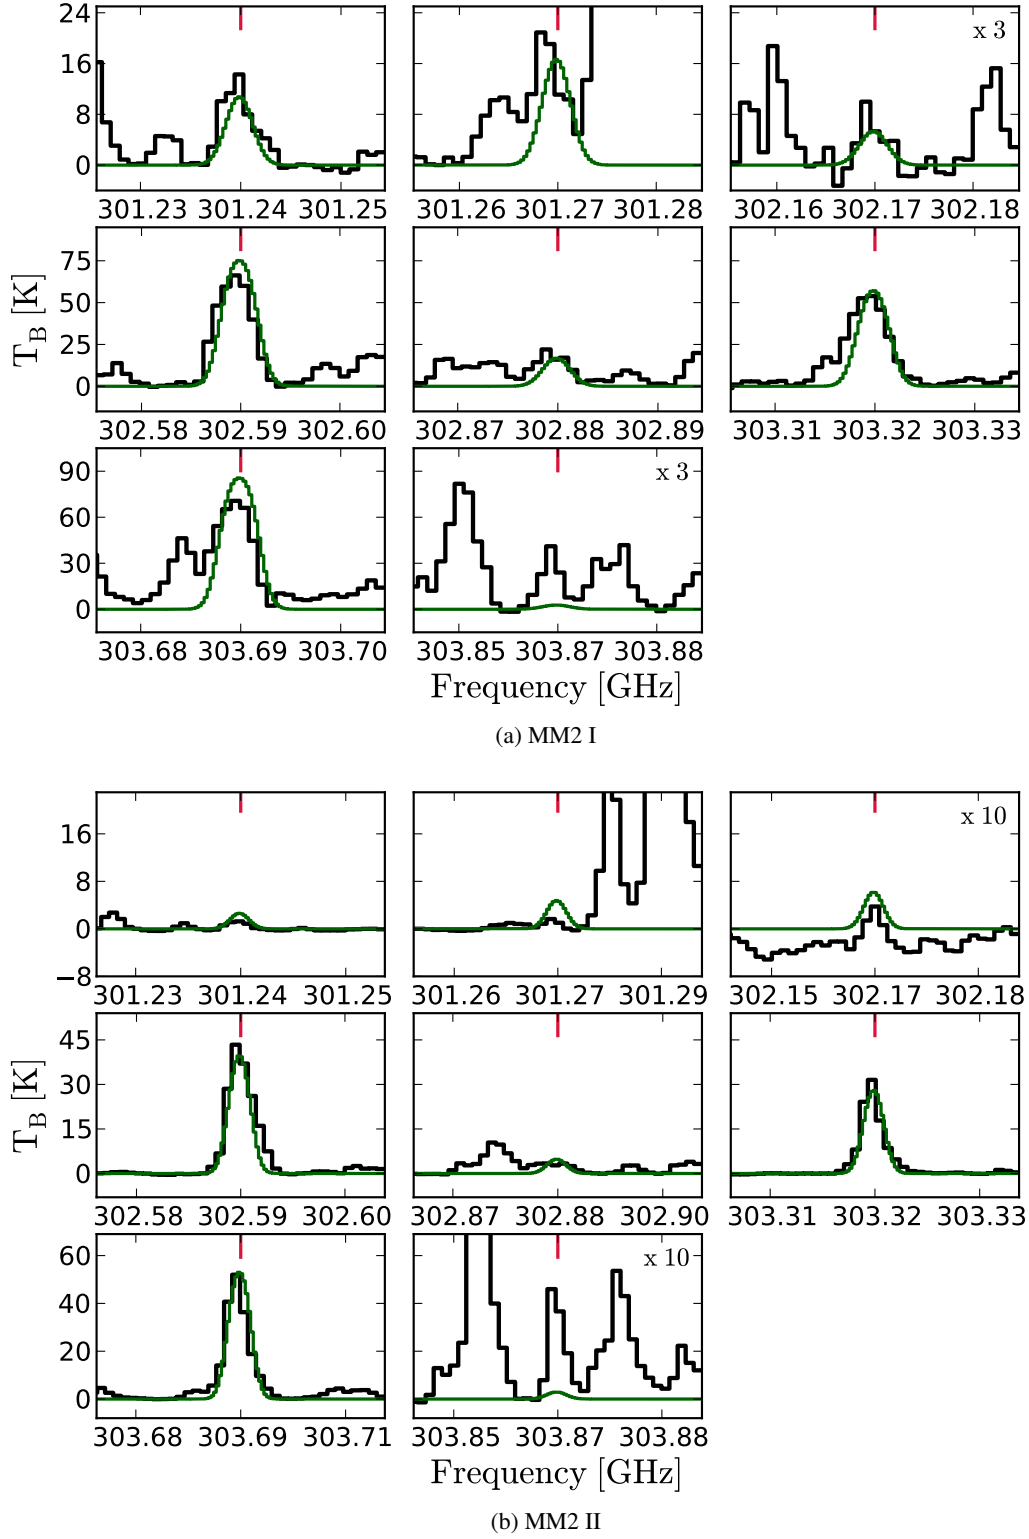 24
16
8
0
301.23 301.24 301.25
301.26 301.27 301.28
x 3
302.16 302.17 302.18
T_B [K]
75
50
25
0
302.58 302.59 302.60
302.87 302.88 302.89
303.31 303.32 303.33
90
60
30
0
303.68 303.69 303.70
x 3
303.85 303.87 303.88
Frequency [GHz]
(a) MM2 I
16
8
0
−8
301.23 301.24 301.25
301.26 301.27 301.29
x 10
302.15 302.17 302.18
T_B [K]
45
30
15
0
302.58 302.59 302.60
302.87 302.88 302.90
303.31 303.32 303.33
60
40
20
0
303.68 303.69 303.71
x 10
303.85 303.87 303.88
Frequency [GHz]
(b) MM2 II